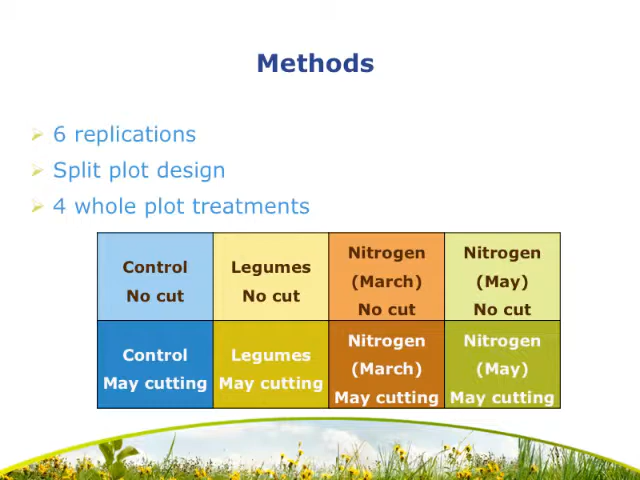 Methods
6 replications
Split plot design
4 whole plot treatments
Control
No cut
Legumes
No cut
Nitrogen
(March)
No cut
Nitrogen
(May)
No cut
Control
May cutting
Legumes
May cutting
Nitrogen
(March)
May cutting
Nitrogen
(May)
May cutting